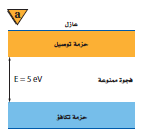 a
عازل
حزمة توصيل
فجوة ممنوعة
E = 5 eV
حزمة تكافؤ